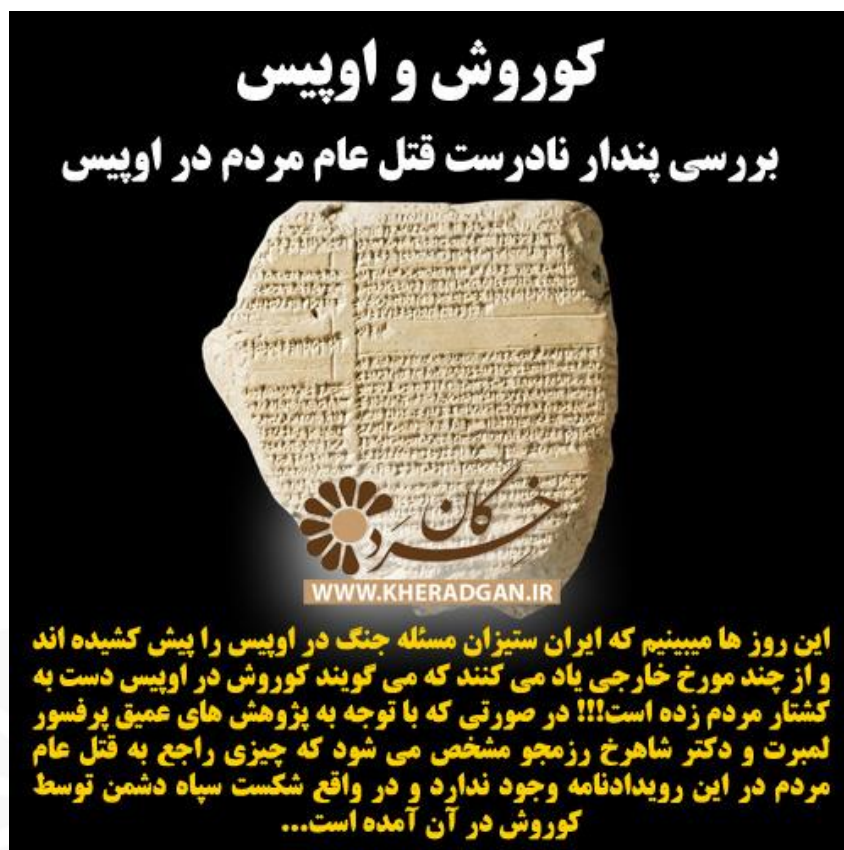 کوروش و اوپیس
بررسی پندار نادرست قتل عام مردم در اوپیس
خردگان
WWW.KHERADGAN.IR
این روز ها میبینیم که ایران ستیزان مسئله جنگ در اوپیس را پیش کشیده اند
و از چند مورخ خارجی یاد می کنند که می گویند کوروش در اوپیس دست به
کشتار مردم زده است!!! در صورتی که با توجه به پژوهش های عمیق پرفسور
لمبرت و دکتر شاهرخ رزمجو مشخص می شود که چیزی راجع به قتل عام
مردم در این رویدادنامه وجود ندارد و در واقع شکست سپاه دشمن توسط
کوروش در آن آمده است...